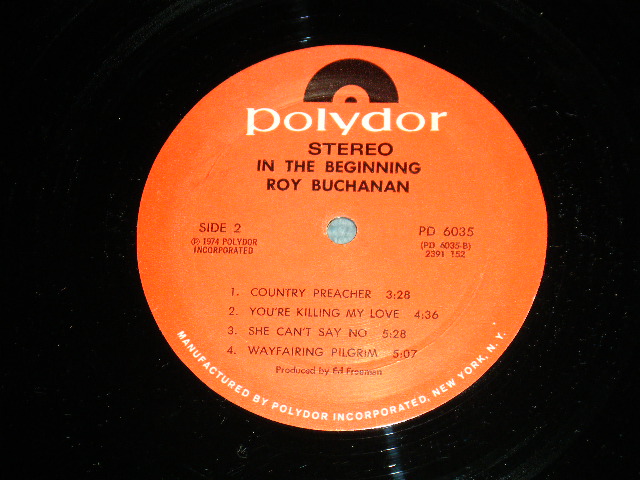 polydor
STEREO
IN THE BEGINNING
ROY BUCHANAN
SIDE 2
℗ 1974 POLYDOR
INCORPORATED
PD 6035
(PD 6035-B)
2391 152
1. COUNTRY PREACHER 3:28
2. YOU'RE KILLING MY LOVE 4:36
3. SHE CAN'T SAY NO 5:28
4. WAYFAIRING PILGRIM 5:07
Produced by Ed Freeman
MANUFACTURED BY POLYDOR INCORPORATED, NEW YORK, N. Y.